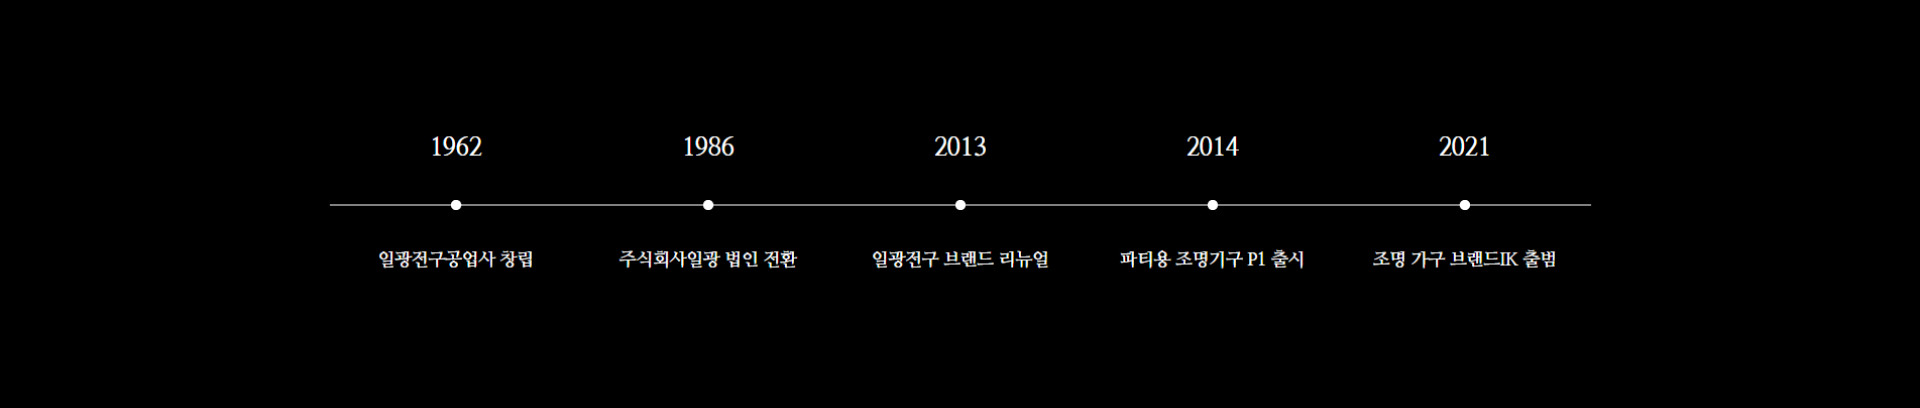 1962
1986
2013
2014
2021
일광전구공업사 창립
주식회사일광 법인 전환
일광전구 브랜드 리뉴얼
파티용 조명기구 P1 출시
조명 가구 브랜드IK 출범